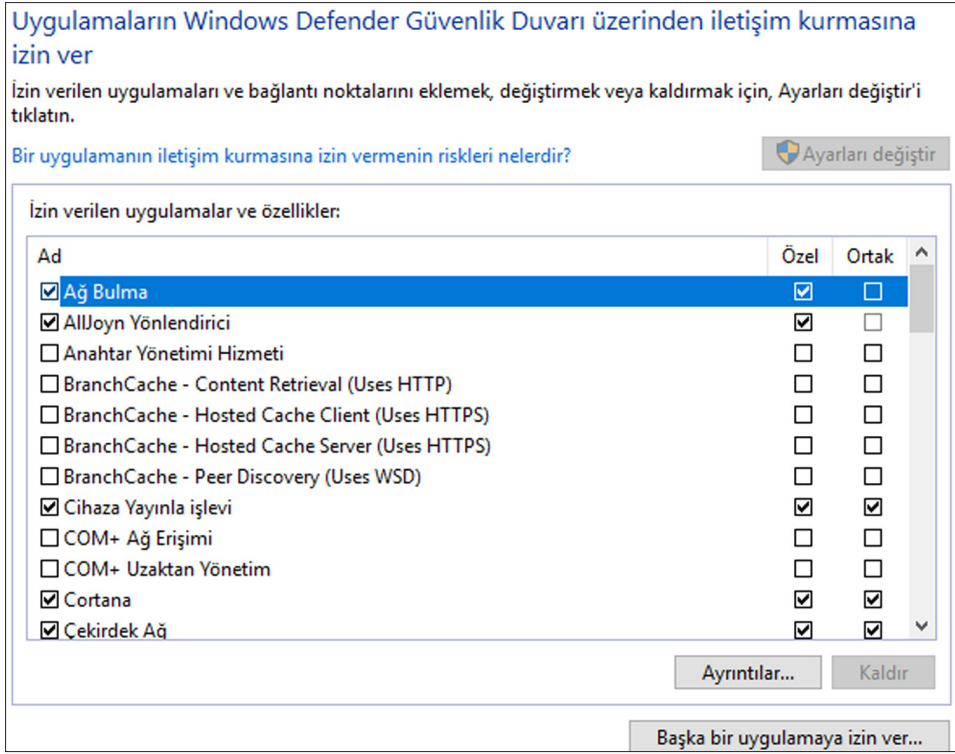 Uygulamaların Windows Defender Güvenlik Duvarı üzerinden iletişim kurmasına
izin ver
İzin verilen uygulamaları ve bağlantı noktalarını eklemek, değiştirmek veya kaldırmak için, Ayarları değiştir'i
tıklatın.
Bir uygulamanın iletişim kurmasına izin vermenin riskleri nelerdir?
Ayarları değiştir
İzin verilen uygulamalar ve özellikler:
Ad Özel Ortak
Ağ Bulma
AllJoyn Yönlendirici
Anahtar Yönetimi Hizmeti
BranchCache - Content Retrieval (Uses HTTP)
BranchCache - Hosted Cache Client (Uses HTTPS)
BranchCache - Hosted Cache Server (Uses HTTPS)
BranchCache - Peer Discovery (Uses WSD)
Cihaza Yayınla işlevi
COM+ Ağ Erişimi
COM+ Uzaktan Yönetim
Cortana
Çekirdek Ağ
Ayrıntılar... Kaldır
Başka bir uygulamaya izin ver...